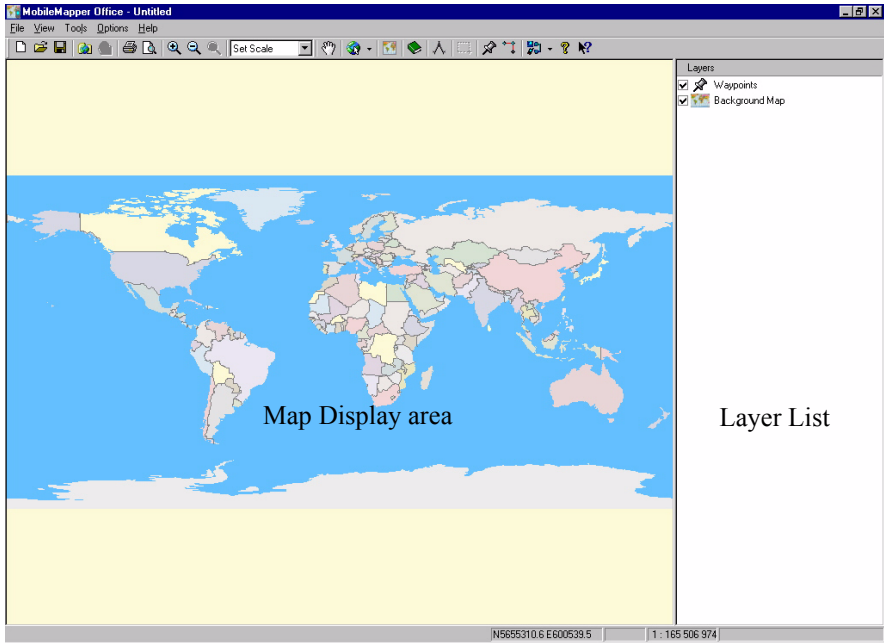 MobileMapper Office - Untitled
File View Tools Options Help
Set Scale
Layers
Waypoints
Background Map
Map Display area
Layer List
N5655310.6 E600539.5
1 : 165 506 974